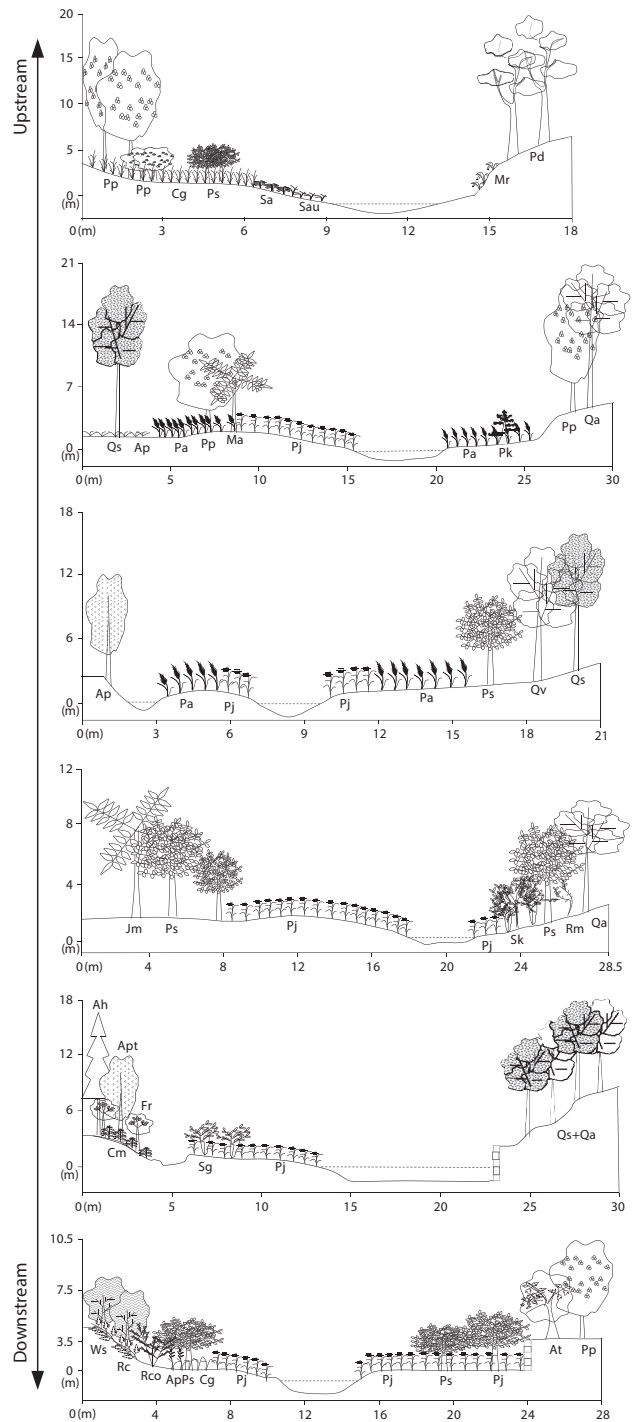 Upstream
20
15
10
5
0
(m)
Pp Pp Cg Ps Sa Sau Mr Pd
0(m) 3 6 9 12 15 18
21
14
7
0
(m)
Qs Ap Pa Pp Ma Pj Pa Pk Pp Qa
0(m) 5 10 15 20 25 30
18
12
6
0
(m)
Ap Pa Pj Pj Pa Ps Qv Qs
0(m) 3 6 9 12 15 18 21
12
8
4
0
(m)
Jm Ps Pj Pj Sk Ps Rm Qa
0(m) 4 8 12 16 20 24 28.5
18
12
6
0
(m)
Ah
Apt
Fr
Cm Sg Pj Qs+Qa
0(m) 5 10 15 20 25 30
Downstream
10.5
7.5
3.5
0
(m)
Ws Rc Rco ApPs Cg Pj Pj Ps Pj At Pp
0(m) 4 8 12 16 20 24 28